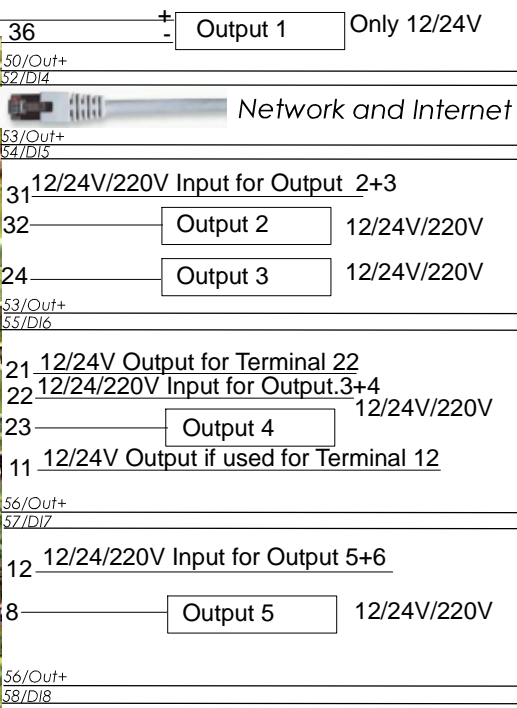 +
36 - Output 1 Only 12/24V
50/Out+
52/DI4
Network and Internet
53/Out+
54/DI5
31 12/24V/220V Input for Output 2+3
32 Output 2 12/24V/220V
24 Output 3 12/24V/220V
53/Out+
55/DI6
21 12/24V Output for Terminal 22
22 12/24/220V Input for Output.3+4
12/24V/220V
23 Output 4
11 12/24V Output if used for Terminal 12
56/Out+
57/DI7
12 12/24/220V Input for Output 5+6
8 Output 5 12/24V/220V
56/Out+
58/DI8